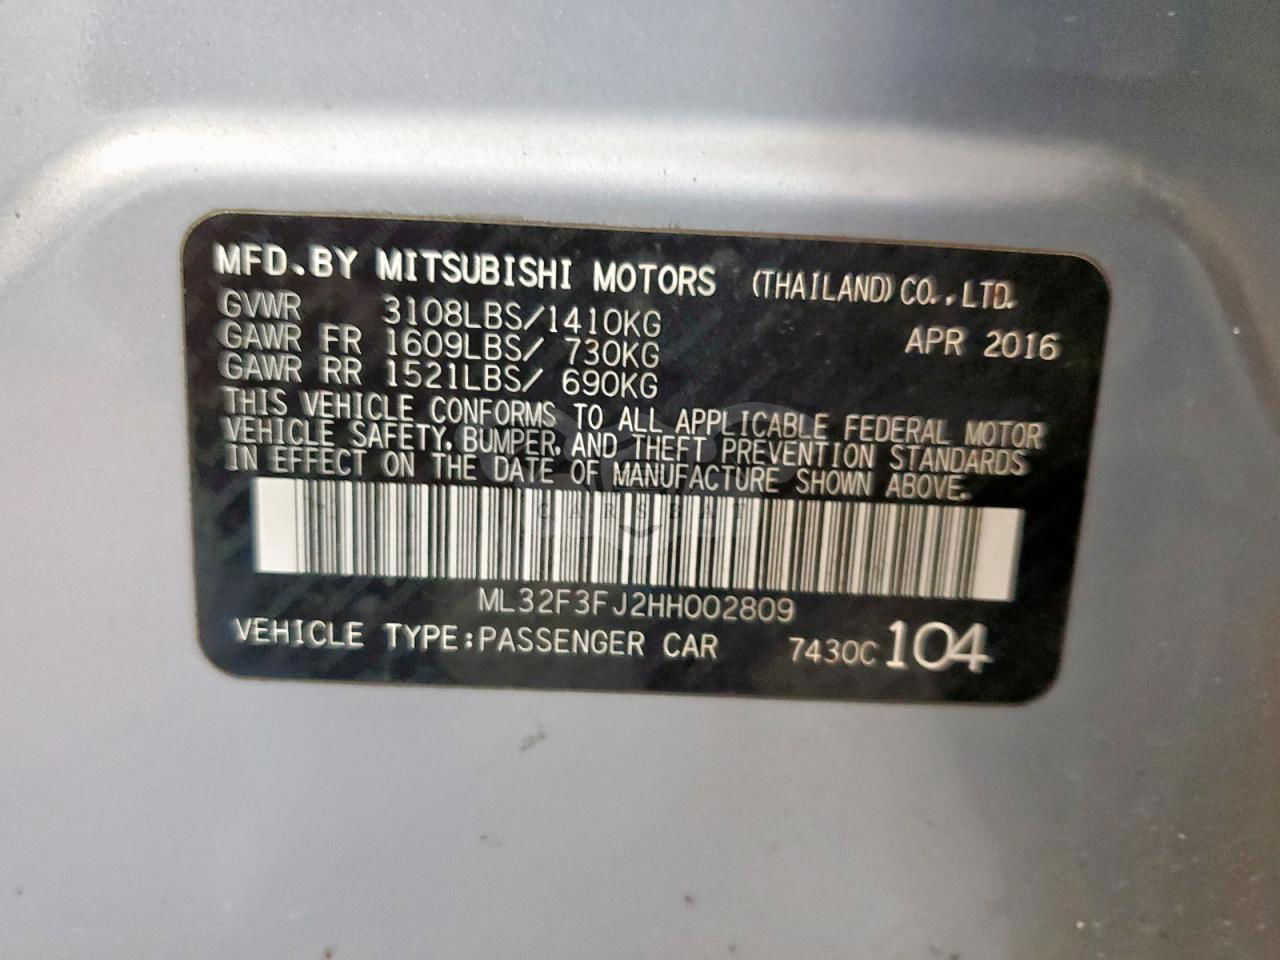 MFD.BY MITSUBISHI MOTORS (THAILAND) CO.,LTD.
GVWR 3108LBS/1410KG APR 2016
GAWR FR 1609LBS/ 730KG
GAWR RR 1521LBS/ 690KG
THIS VEHICLE CONFORMS TO ALL APPLICABLE FEDERAL MOTOR
VEHICLE SAFETY, BUMPER, AND THEFT PREVENTION STANDARDS
IN EFFECT ON THE DATE OF MANUFACTURE SHOWN ABOVE.
ML32F3FJ2HH002809
VEHICLE TYPE:PASSENGER CAR 7430C 104